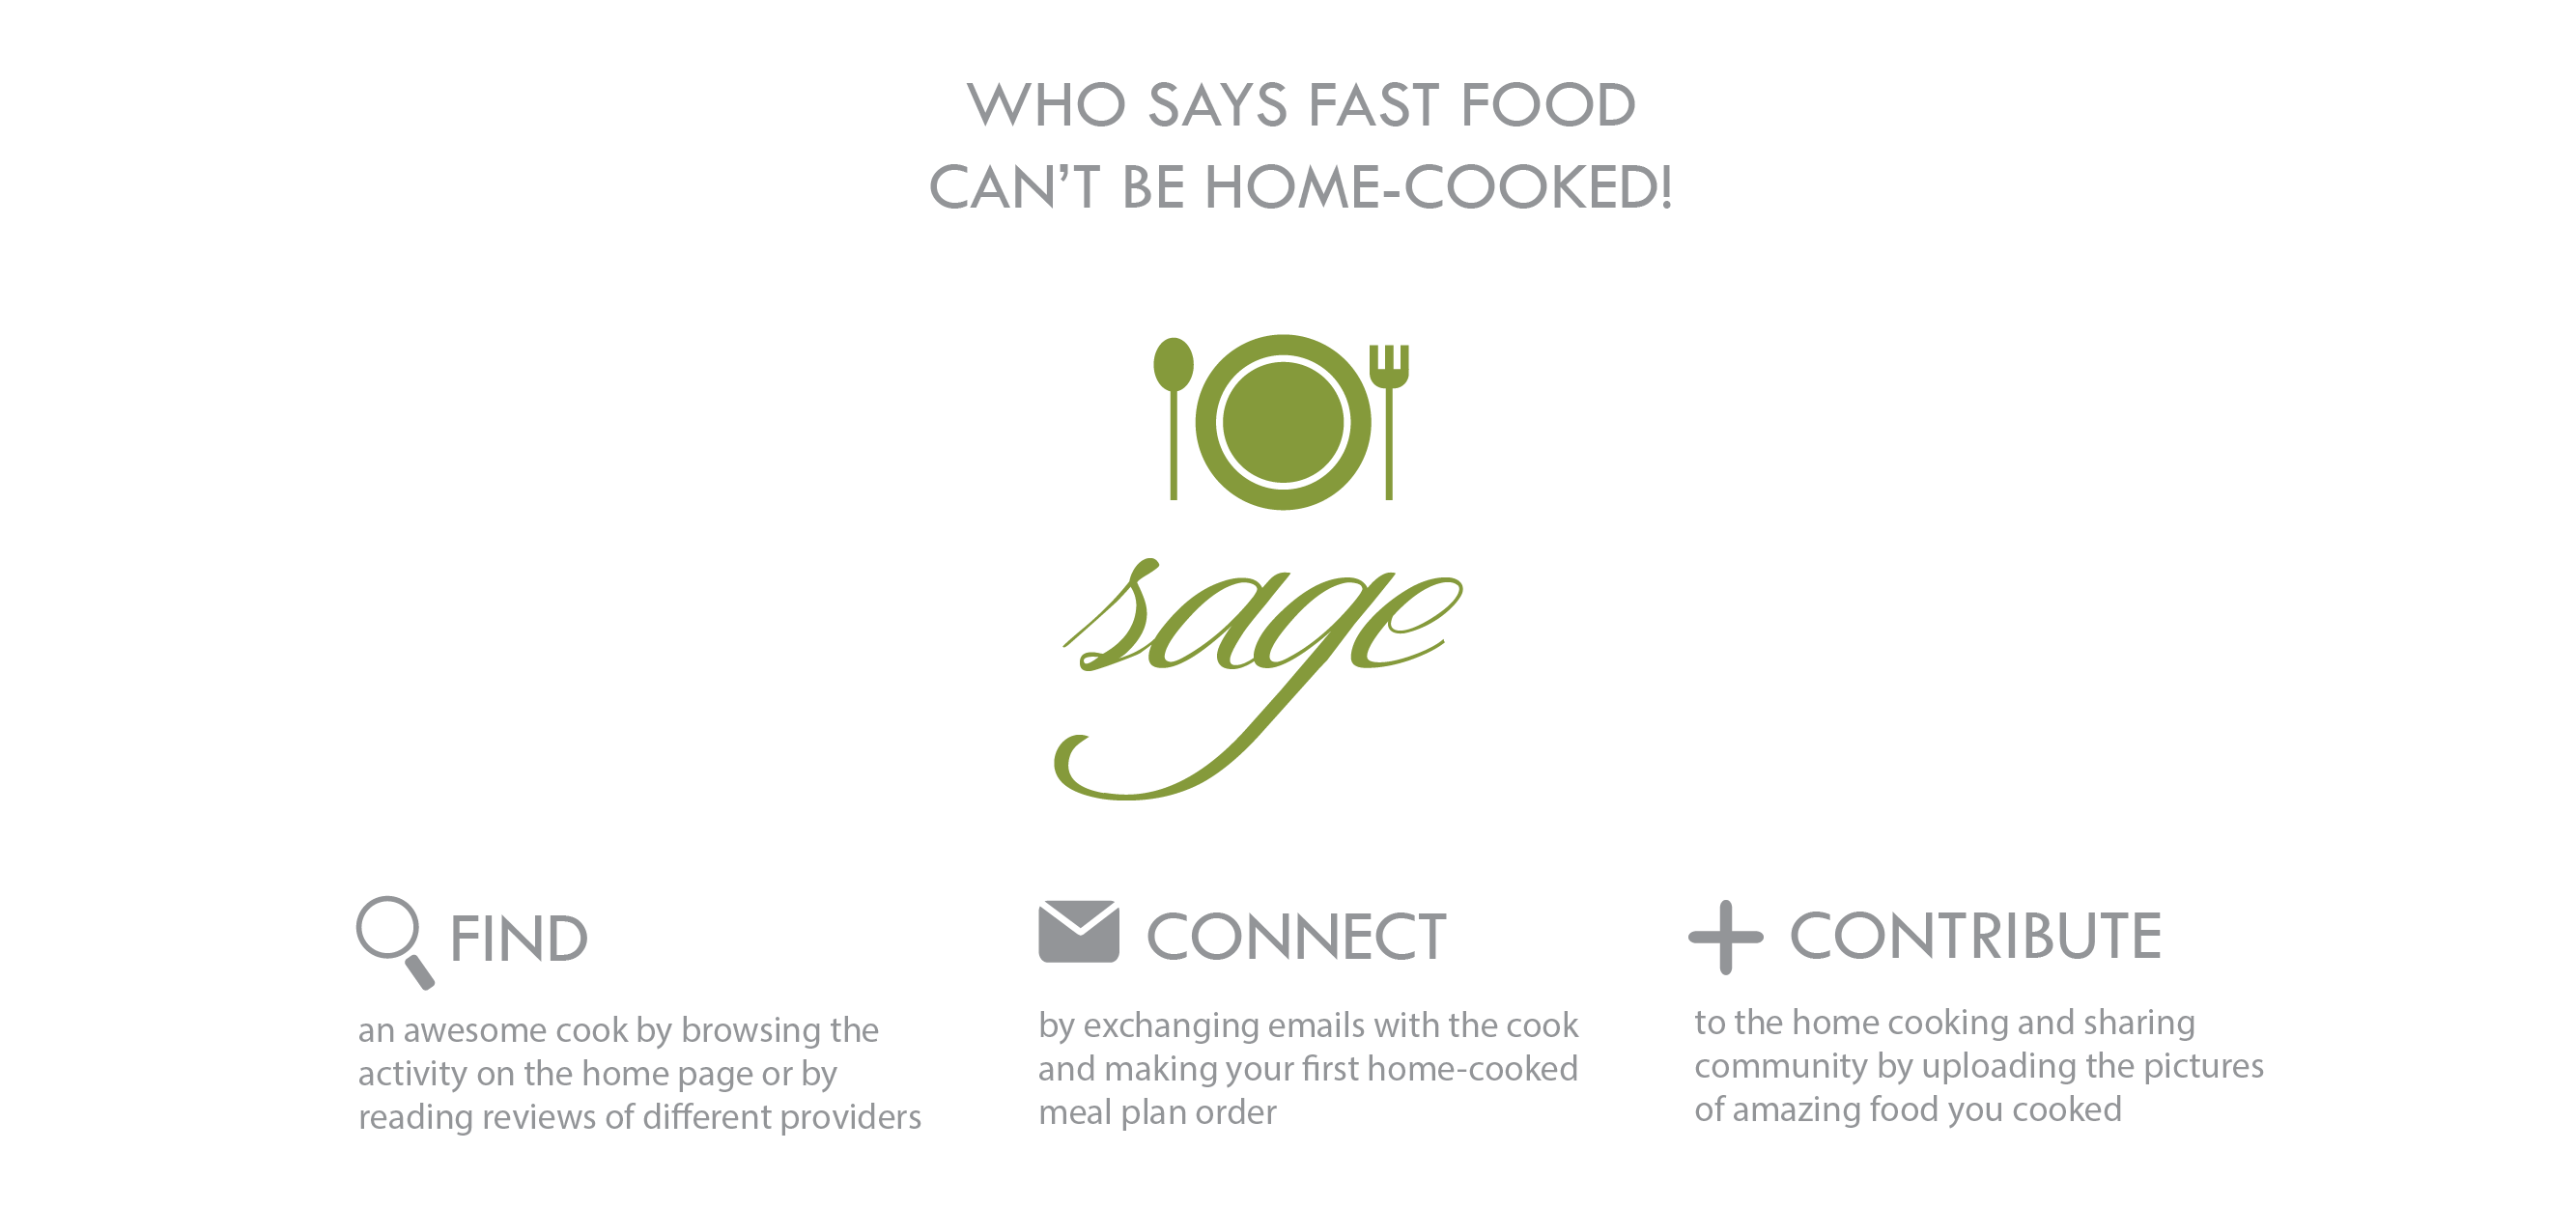 WHO SAYS FAST FOOD
CAN’T BE HOME-COOKED!
sage
FIND
an awesome cook by browsing the
activity on the home page or by
reading reviews of different providers
CONNECT
by exchanging emails with the cook
and making your first home-cooked
meal plan order
CONTRIBUTE
to the home cooking and sharing
community by uploading the pictures
of amazing food you cooked